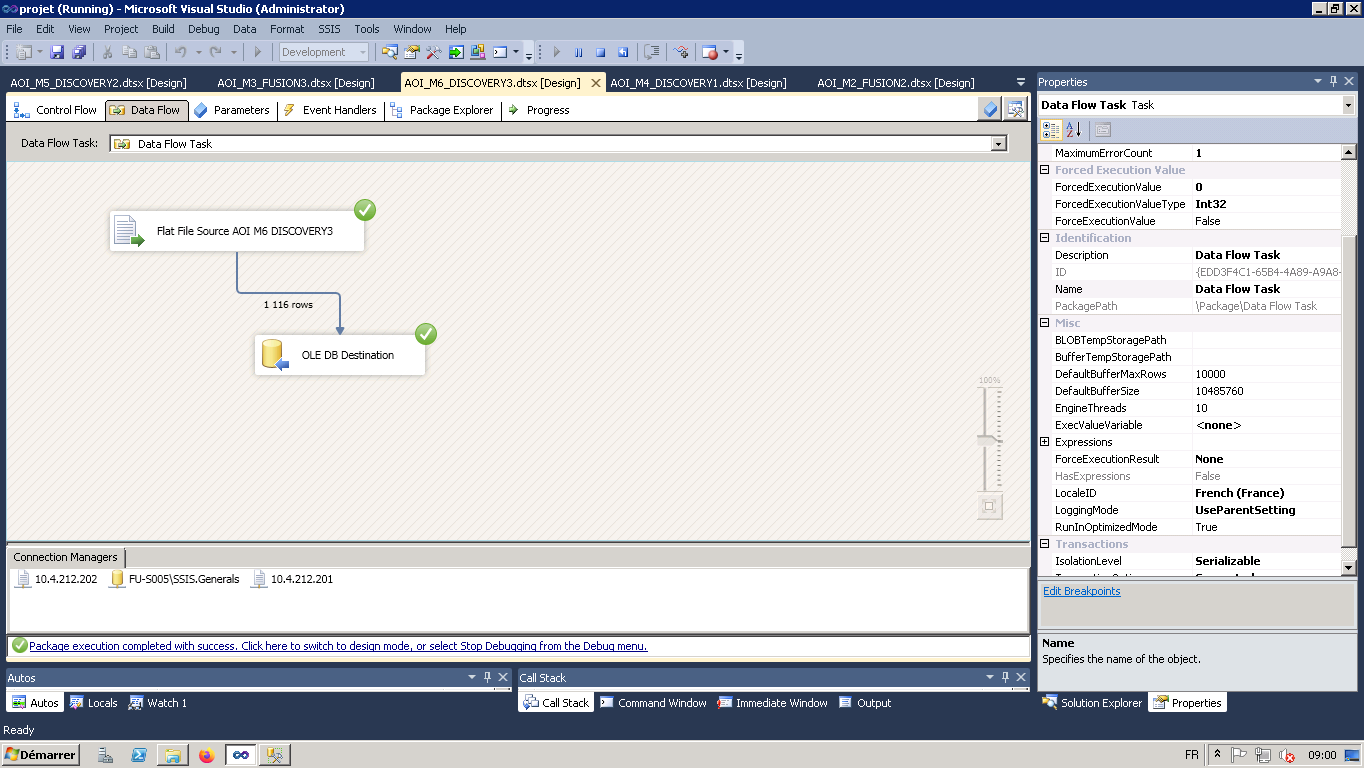 projet (Running) - Microsoft Visual Studio (Administrator)
File Edit View Project Build Debug Data Format SSIS Tools Window Help
Development
AOI_M5_DISCOVERY2.dtsx [Design] AOI_M3_FUSION3.dtsx [Design] AOI_M6_DISCOVERY3.dtsx [Design] AOI_M4_DISCOVERY1.dtsx [Design] AOI_M2_FUSION2.dtsx [Design]
Control Flow Data Flow Parameters Event Handlers Package Explorer Progress
Data Flow Task: Data Flow Task
Flat File Source AOI M6 DISCOVERY3
1 116 rows
OLE DB Destination
100%
Connection Managers
10.4.212.202 FU-S005\SSIS.Generals 10.4.212.201
Package execution completed with success. Click here to switch to design mode, or select Stop Debugging from the Debug menu.
Autos
Autos Locals Watch 1
Call Stack
Call Stack Command Window Immediate Window Output
Properties
Data Flow Task Task
MaximumErrorCount 1
Forced Execution Value
ForcedExecutionValue 0
ForcedExecutionValueType Int32
ForceExecutionValue False
Identification
Description Data Flow Task
ID {EDD3F4C1-65B4-4A89-A9A8-
Name Data Flow Task
PackagePath \Package\Data Flow Task
Misc
BLOBTempStoragePath
BufferTempStoragePath
DefaultBufferMaxRows 10000
DefaultBufferSize 10485760
EngineThreads 10
ExecValueVariable <none>
Expressions
ForceExecutionResult None
HasExpressions False
LocaleID French (France)
LoggingMode UseParentSetting
RunInOptimizedMode True
Transactions
IsolationLevel Serializable
Edit Breakpoints
Name
Specifies the name of the object.
Solution Explorer Properties
Ready
Démarrer FR 09:00